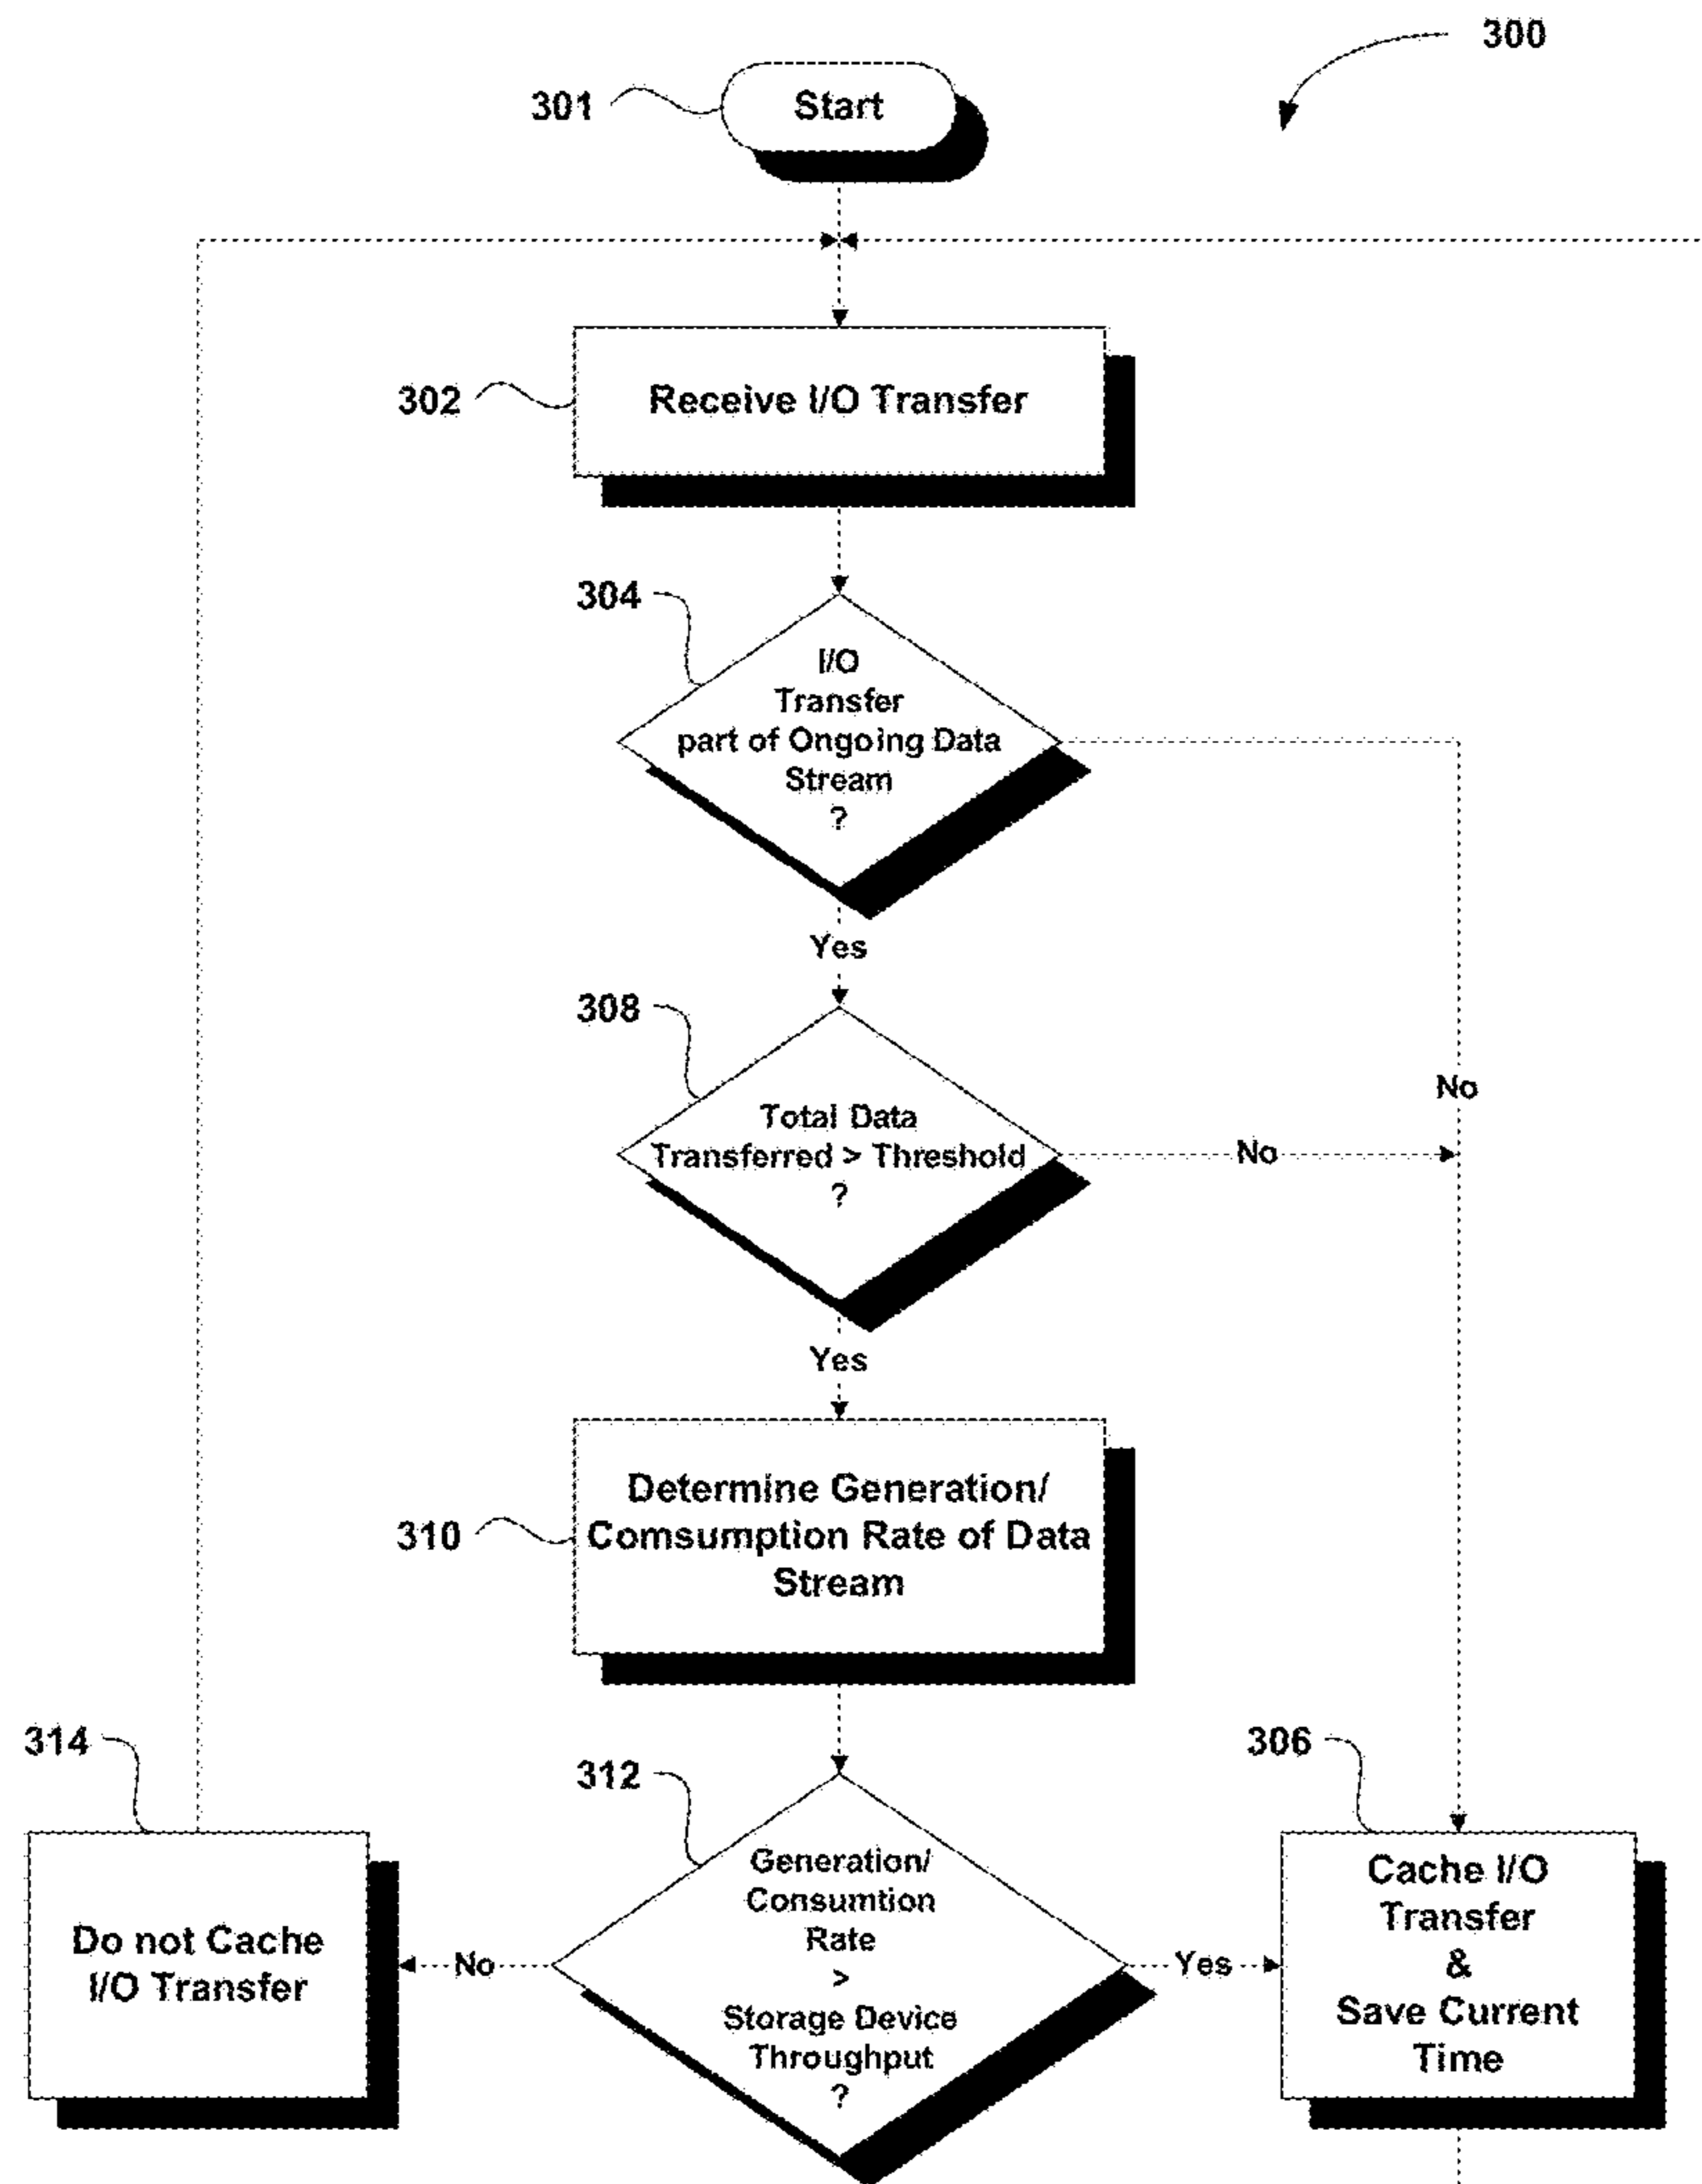 300
301
Start
302
Receive I/O Transfer
304
I/O
Transfer
part of Ongoing Data
Stream
?
Yes
308
No
Total Data
Transferred > Threshold
?
No
Yes
310
Determine Generation/
Comsumption Rate of Data
Stream
314
312
306
Do not Cache
I/O Transfer
No
Generation/
Consumtion
Rate
>
Storage Device
Throughput
?
Yes
Cache I/O
Transfer
&
Save Current
Time